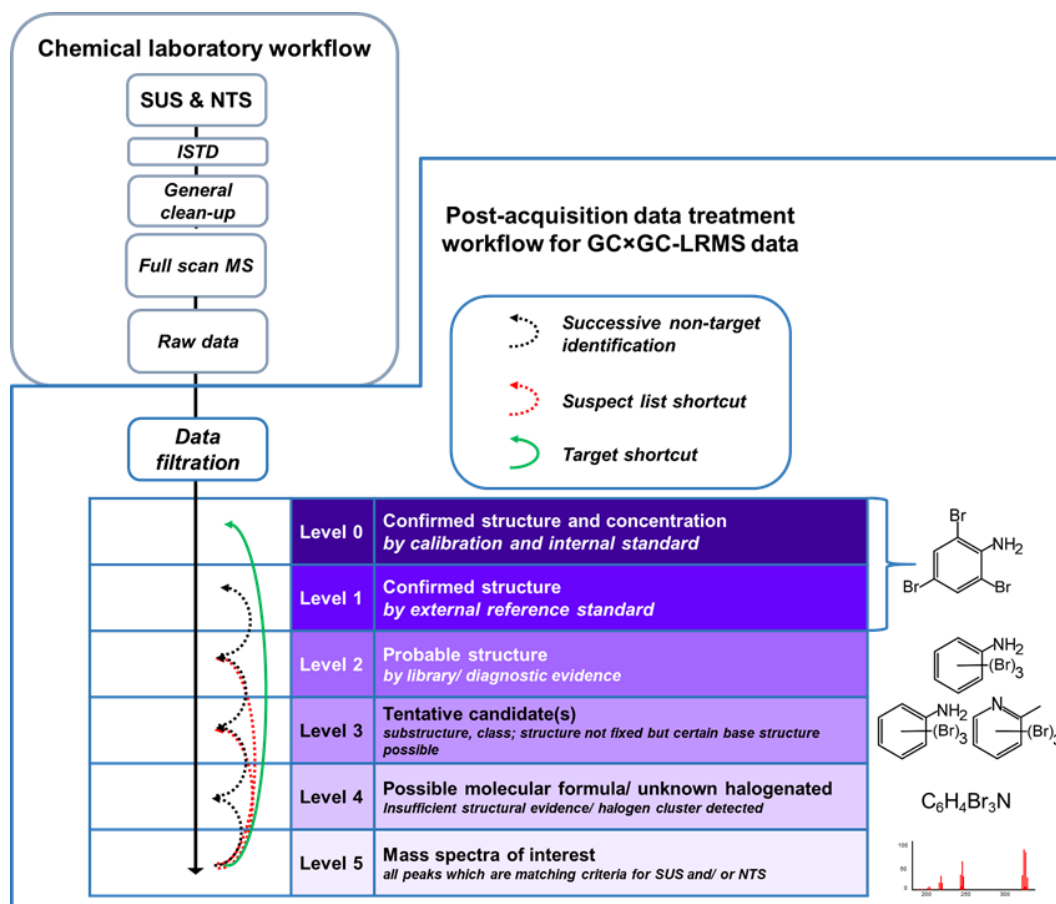 Chemical laboratory workflow
SUS & NTS
ISTD
General
clean-up
Full scan MS
Raw data
Post-acquisition data treatment
workflow for GC×GC-LRMS data
Successive non-target
identification
Suspect list shortcut
Target shortcut
Data
filtration
Level 0
Confirmed structure and concentration
by calibration and internal standard
Level 1
Confirmed structure
by external reference standard
Level 2
Probable structure
by library/ diagnostic evidence
Level 3
Tentative candidate(s)
substructure, class; structure not fixed but certain base structure
possible
Level 4
Possible molecular formula/ unknown halogenated
Insufficient structural evidence/ halogen cluster detected
Level 5
Mass spectra of interest
all peaks which are matching criteria for SUS and/ or NTS
Br
NH₂
Br
Br
NH₂
(Br)₃
NH₂
(Br)₃
N
(Br)₃
C₆H₄Br₃N
100
50
0
200
250
300